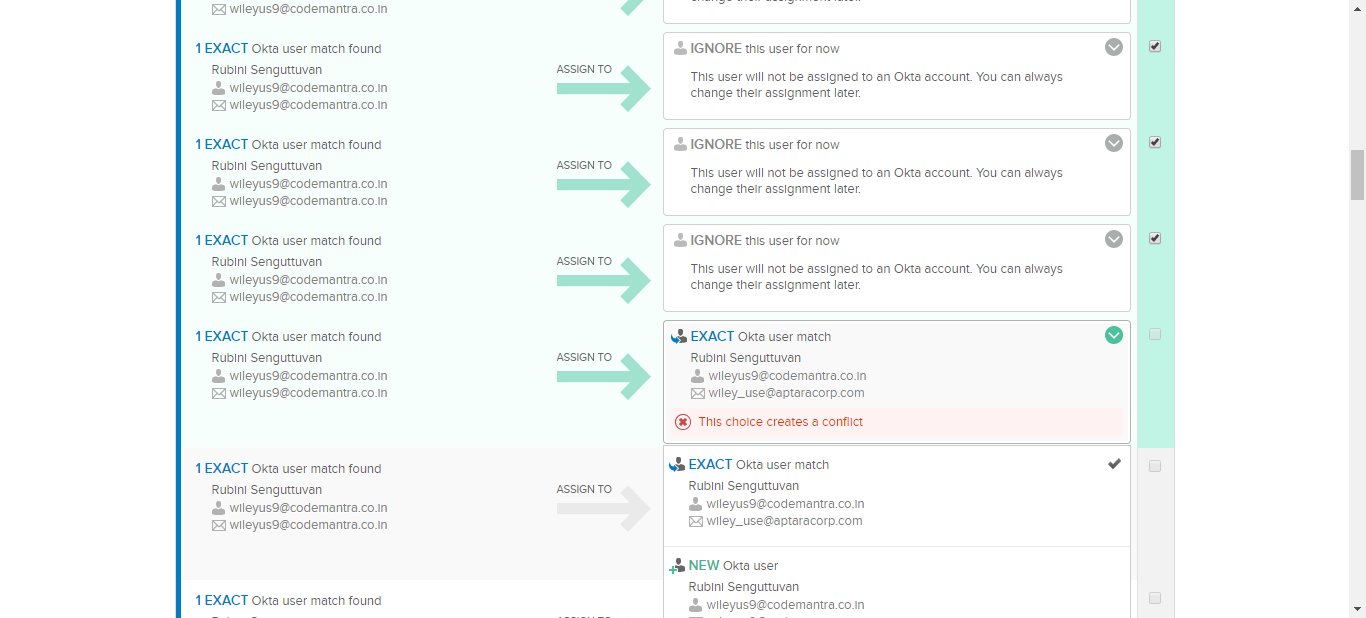 wileyus9@codemantra.co.in
change their assignment later.
1 EXACT Okta user match found
Rubini Senguttuvan
wileyus9@codemantra.co.in
wileyus9@codemantra.co.in
ASSIGN TO
IGNORE this user for now
This user will not be assigned to an Okta account. You can always
change their assignment later.
1 EXACT Okta user match found
Rubini Senguttuvan
wileyus9@codemantra.co.in
wileyus9@codemantra.co.in
ASSIGN TO
IGNORE this user for now
This user will not be assigned to an Okta account. You can always
change their assignment later.
1 EXACT Okta user match found
Rubini Senguttuvan
wileyus9@codemantra.co.in
wileyus9@codemantra.co.in
ASSIGN TO
IGNORE this user for now
This user will not be assigned to an Okta account. You can always
change their assignment later.
1 EXACT Okta user match found
Rubini Senguttuvan
wileyus9@codemantra.co.in
wileyus9@codemantra.co.in
ASSIGN TO
EXACT Okta user match
Rubini Senguttuvan
wileyus9@codemantra.co.in
wiley_use@aptaracorp.com
This choice creates a conflict
1 EXACT Okta user match found
Rubini Senguttuvan
wileyus9@codemantra.co.in
wileyus9@codemantra.co.in
ASSIGN TO
EXACT Okta user match
Rubini Senguttuvan
wileyus9@codemantra.co.in
wiley_use@aptaracorp.com
NEW Okta user
Rubini Senguttuvan
wileyus9@codemantra.co.in
1 EXACT Okta user match found